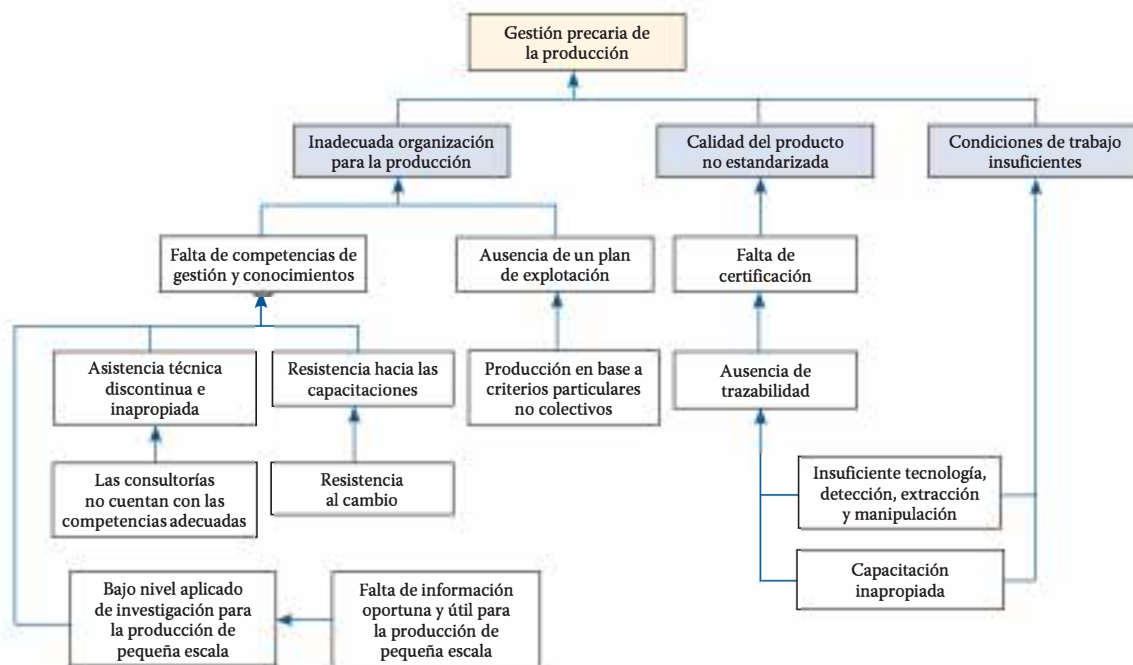 Gestión precaria de
la producción
Inadecuada organización
para la producción
Calidad del producto
no estandarizada
Condiciones de trabajo
insuficientes
Falta de competencias de
gestión y conocimientos
Ausencia de un plan
de explotación
Falta de
certificación
Asistencia técnica
discontinua e
inapropiada
Resistencia hacia las
capacitaciones
Producción en base a
criterios particulares
no colectivos
Ausencia de
trazabilidad
Las consultorías
no cuentan con las
competencias adecuadas
Resistencia
al cambio
Insuficiente tecnología,
detección, extracción
y manipulación
Capacitación
inapropiada
Bajo nivel aplicado
de investigación para
la producción de
pequeña escala
Falta de información
oportuna y útil para
la producción de
pequeña escala